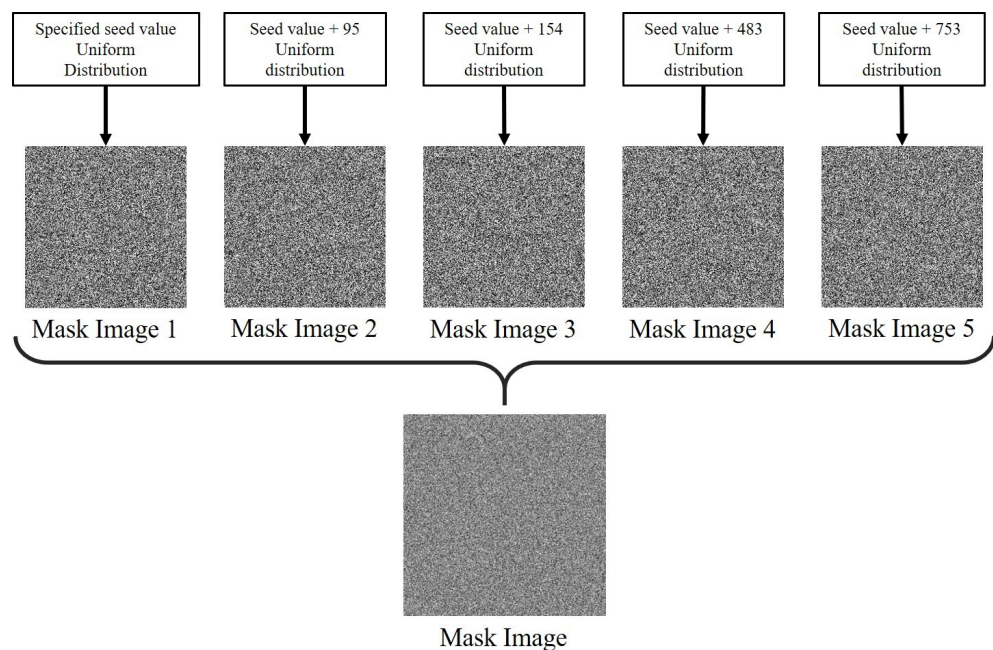 Specified seed value
Uniform
Distribution
Seed value + 95
Uniform
distribution
Seed value + 154
Uniform
distribution
Seed value + 483
Uniform
distribution
Seed value + 753
Uniform
distribution
Mask Image 1
Mask Image 2
Mask Image 3
Mask Image 4
Mask Image 5
Mask Image